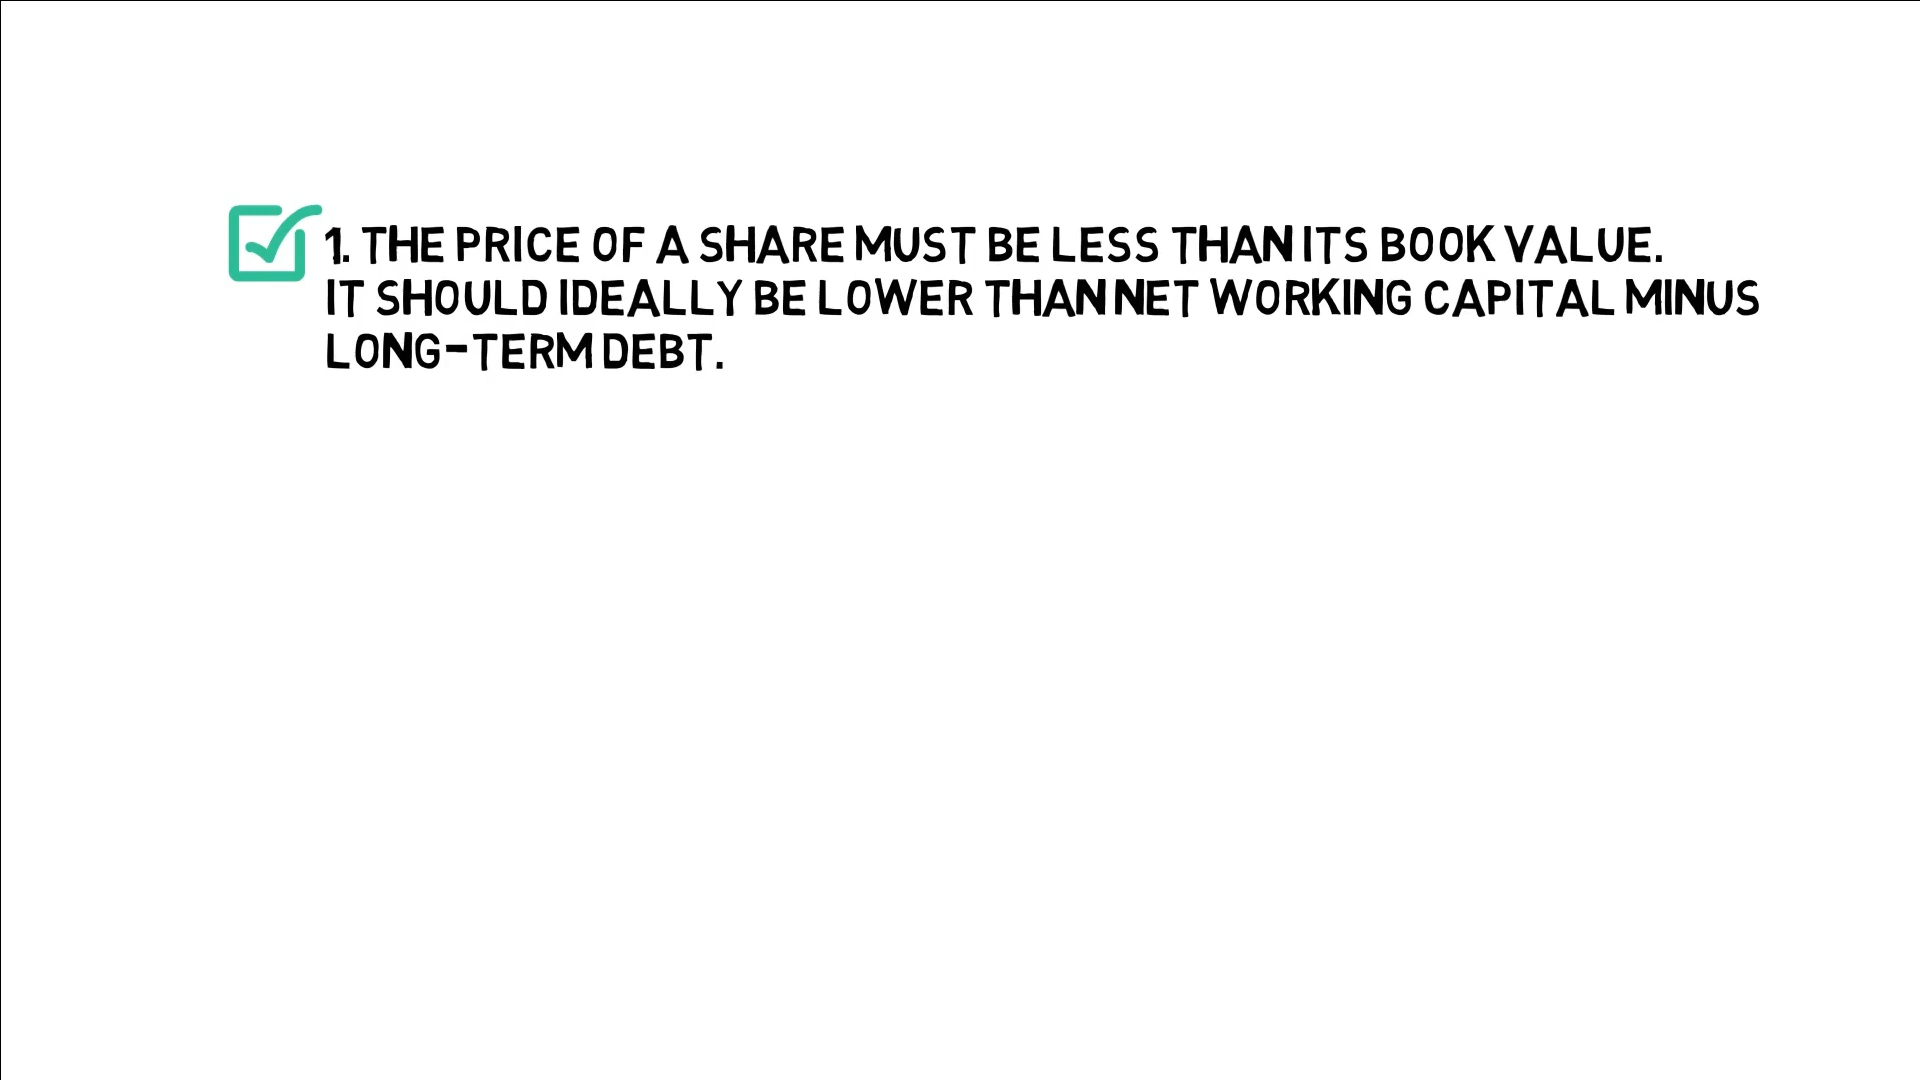 1. THE PRICE OF A SHARE MUST BE LESS THAN ITS BOOK VALUE.
IT SHOULD IDEALLY BE LOWER THAN NET WORKING CAPITAL MINUS
LONG-TERM DEBT.